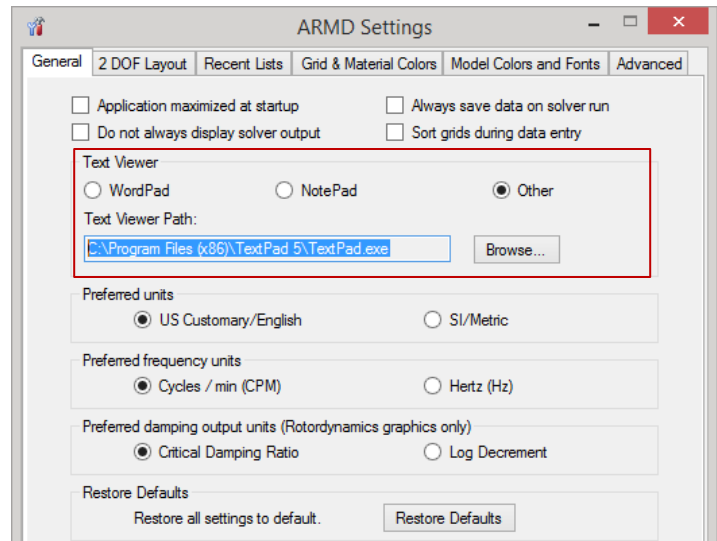 ARMD Settings
General 2 DOF Layout Recent Lists Grid & Material Colors Model Colors and Fonts Advanced
Application maximized at startup Always save data on solver run
Do not always display solver output Sort grids during data entry
Text Viewer
WordPad NotePad Other
Text Viewer Path:
C:\Program Files (x86)\TextPad 5\TextPad.exe Browse...
Preferred units
US Customary/English SI/Metric
Preferred frequency units
Cycles / min (CPM) Hertz (Hz)
Preferred damping output units (Rotordynamics graphics only)
Critical Damping Ratio Log Decrement
Restore Defaults
Restore all settings to default. Restore Defaults